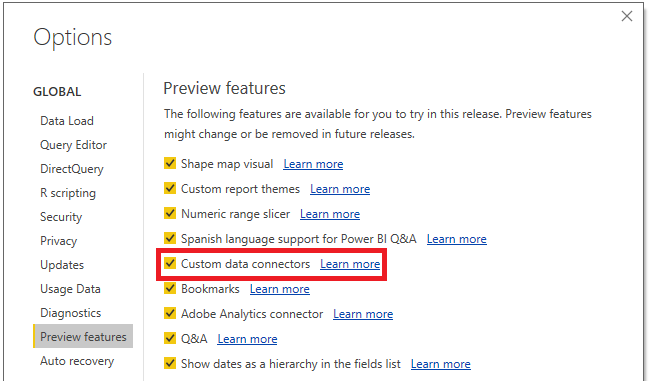 Options
GLOBAL
Data Load
Query Editor
DirectQuery
R scripting
Security
Privacy
Updates
Usage Data
Diagnostics
Preview features
Auto recovery
Preview features
The following features are available for you to try in this release. Preview features
might change or be removed in future releases.
Shape map visual Learn more
Custom report themes Learn more
Numeric range slicer Learn more
Spanish language support for Power BI Q&A Learn more
Custom data connectors Learn more
Bookmarks Learn more
Adobe Analytics connector Learn more
Q&A Learn more
Show dates as a hierarchy in the fields list Learn more